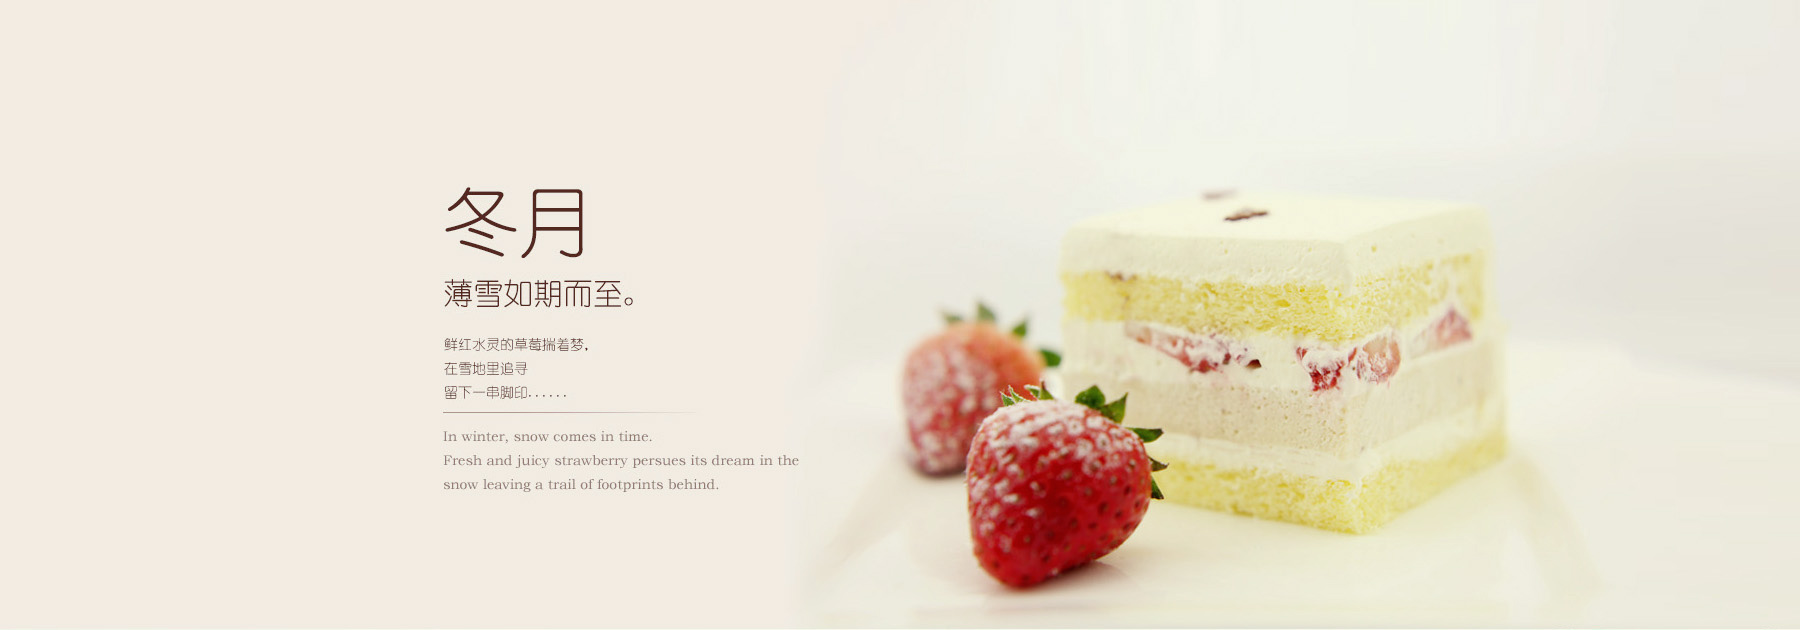 冬月
薄雪如期而至。
鲜红水灵的草莓揣着梦,
在雪地里追寻
留下一串脚印......
In winter, snow comes in time.
Fresh and juicy strawberry persues its dream in the
snow leaving a trail of footprints behind.